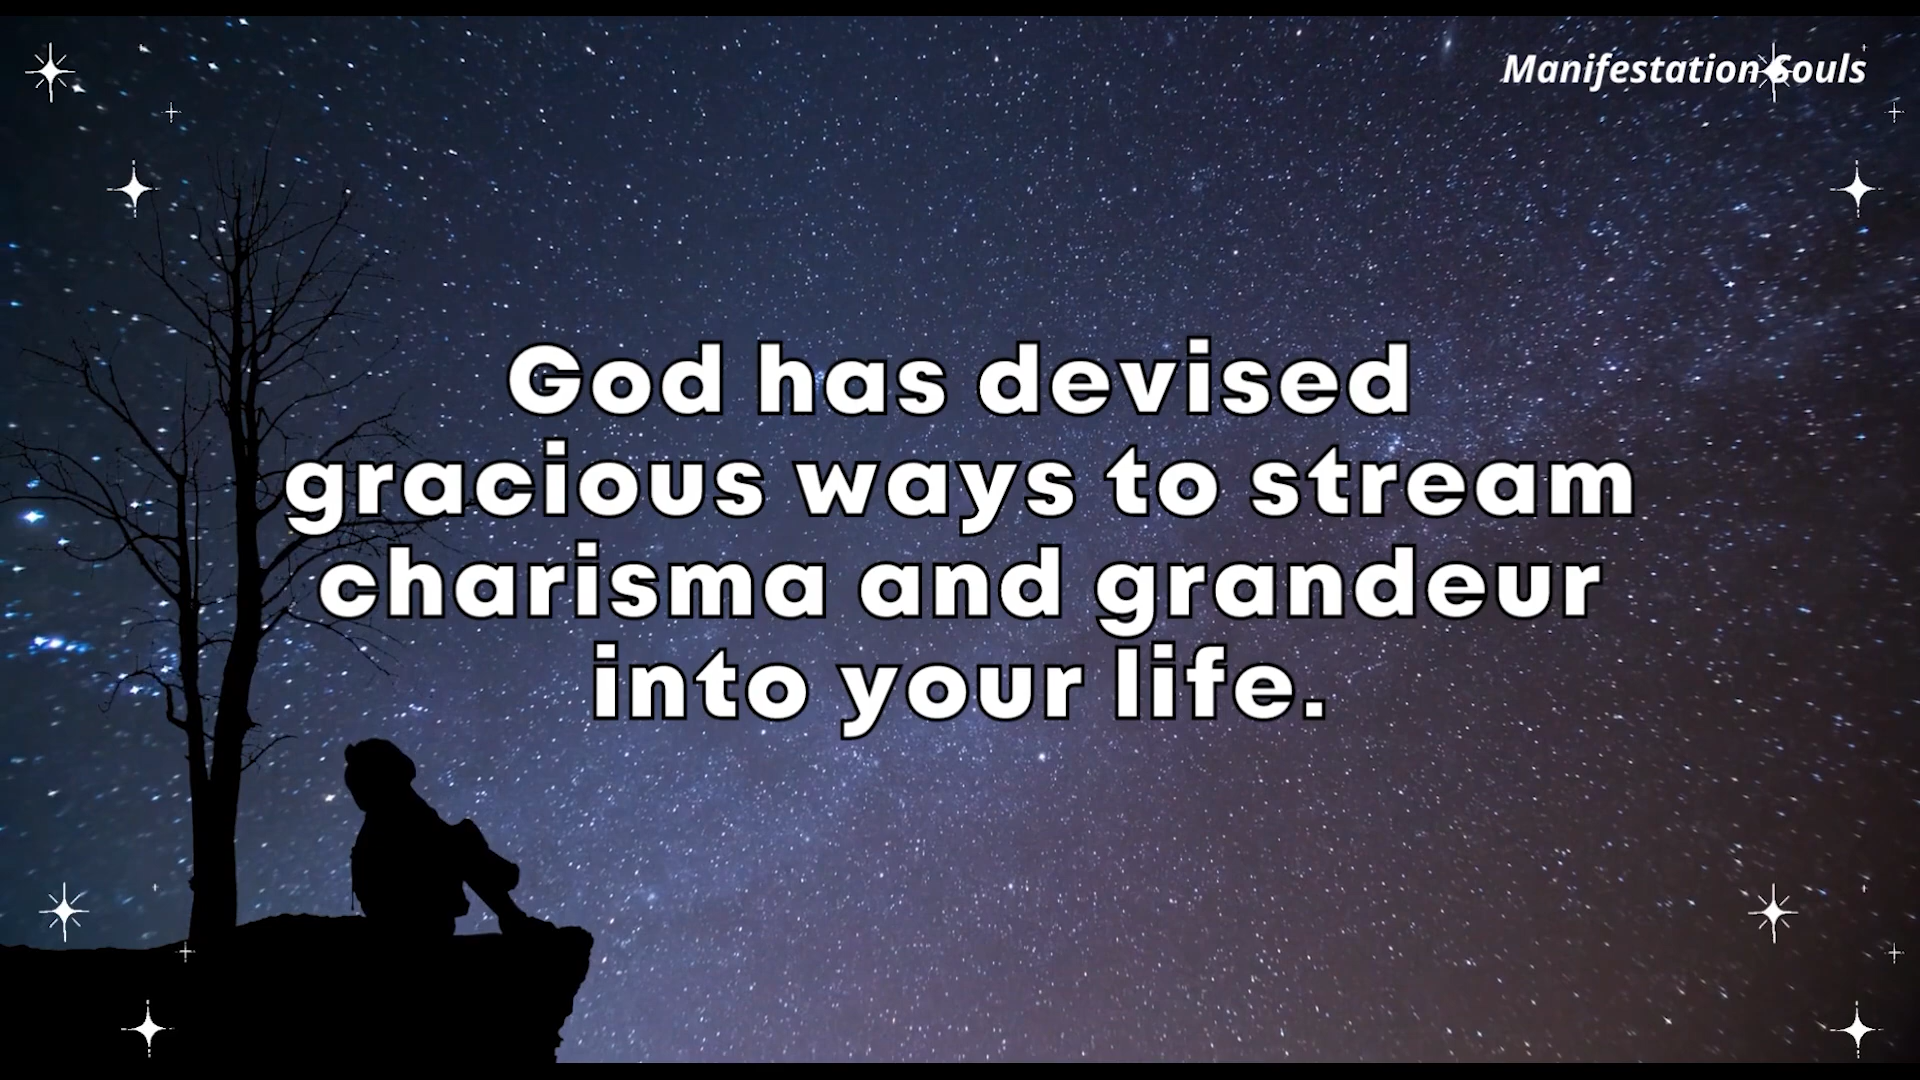 Manifestation Souls
God has devised
gracious ways to stream
charisma and grandeur
into your life.